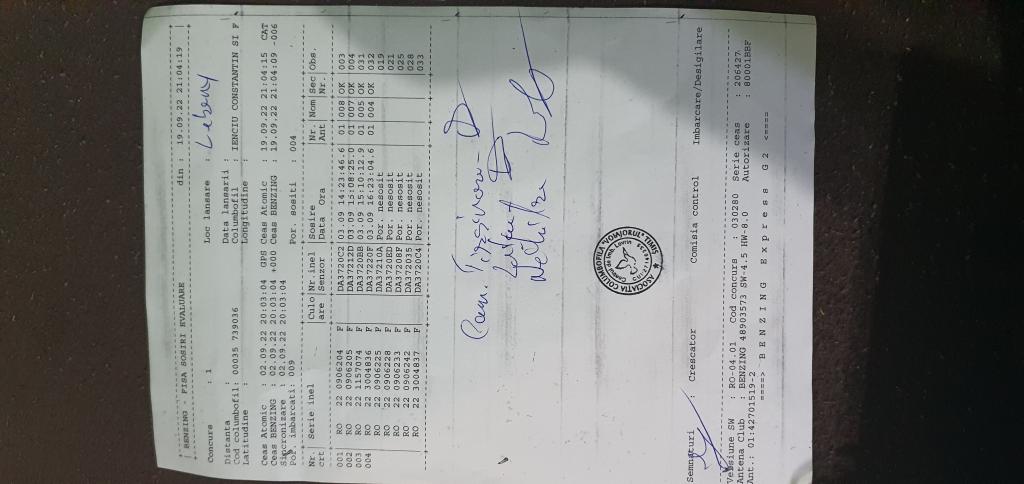 BENZING - FISA SOSIRI EVALUARE din : 19.09.22 21:04:19
Concurs : 1 Loc lansare : Lebeny
Distanta : Data lansarii :
Cod columbofil: 00035 739036 Columbofil : IENCIU CONSTANTIN SI F
Latitudine : Longitudine :
Ceas Atomic : 02.09.22 20:03:04 GPS Ceas Atomic : 19.09.22 21:04:15 CAT
Ceas BENZING : 02.09.22 20:03:04 +000 Ceas BENZING : 19.09.22 21:04:09 -006
Sincronizare : 02.09.22 20:03:04
Por. imbarcati: 009 Por. sositi : 004
Nr. Serie inel Culo Nr.inel Sosire Nr. Nom Sec Obs.
crt are Senzor Data Ora Ant Nr.
001 RO 22 0906204 F DA3720C2 03.09 14:23:46.6 01 008 OK 003
002 RO 22 0906205 F DA37212D 03.09 15:08:25.0 01 007 OK 004
003 RO 22 1157074 F DA3720BB 03.09 15:10:12.9 01 005 OK 031
004 RO 22 3004836 F DA37220F 03.09 16:23:04.6 01 004 OK 032
RO 22 0906225 F DA37210A Por. nesosit 019
RO 22 0906228 F DA3720ED Por. nesosit 021
RO 22 0906233 F DA37208F Por. nesosit 025
RO 22 0906242 F DA372035 Por. nesosit 028
RO 22 3004837 F DA3720C4 Por. nesosit 033
ASOCIATIA COLUMBOFILA "VOIAJORUL" TIMIS
Lovrin
Semnaturi : Crescator Comisia control Imbarcare/Desigilare
Versiune SW : RO-04.01 Cod concurs : 030280 Serie ceas : 206427
Antena Club : BENZING 48903573 SW-4.5 HW-8.0 Autorizare : 80001BBF
Ant.: 01:42701519-2
====> B E N Z I N G E x p r e s s G 2 <====